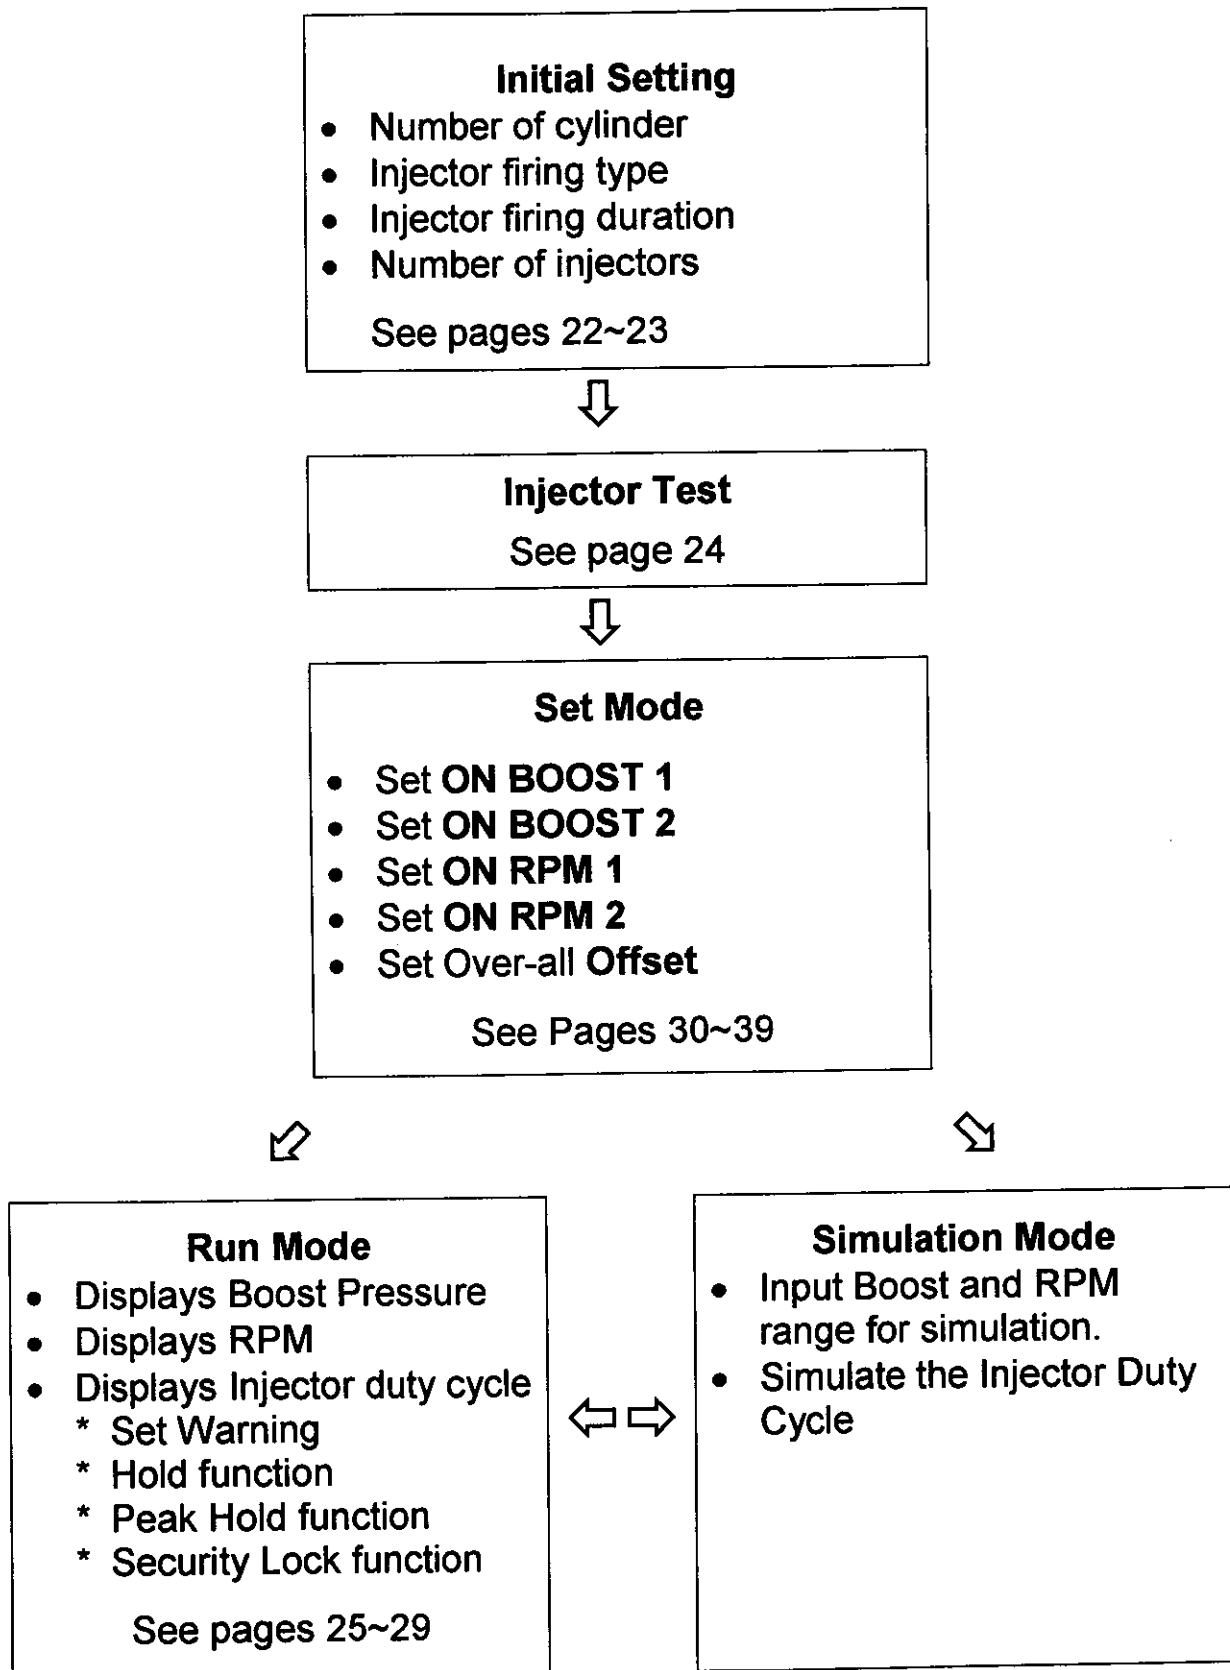 Initial Setting
• Number of cylinder
• Injector firing type
• Injector firing duration
• Number of injectors
See pages 22~23
Injector Test
See page 24
Set Mode
• Set ON BOOST 1
• Set ON BOOST 2
• Set ON RPM 1
• Set ON RPM 2
• Set Over-all Offset
See Pages 30~39
Run Mode
• Displays Boost Pressure
• Displays RPM
• Displays Injector duty cycle
* Set Warning
* Hold function
* Peak Hold function
* Security Lock function
See pages 25~29
Simulation Mode
• Input Boost and RPM
range for simulation.
• Simulate the Injector Duty
Cycle